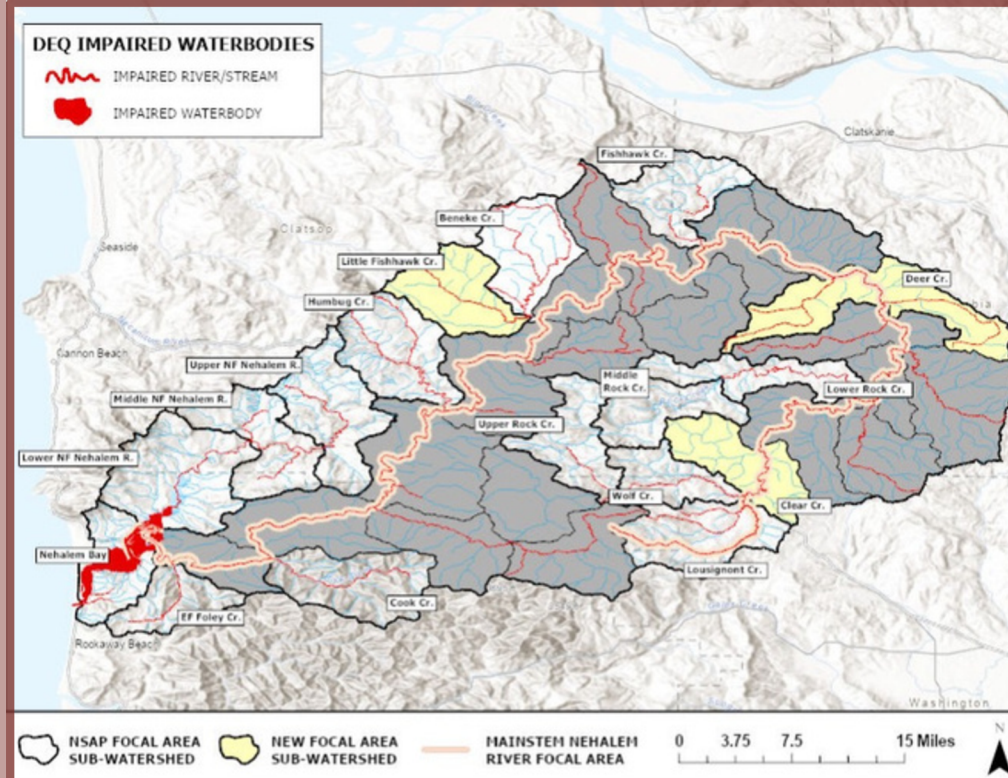 DEQ IMPAIRED WATERBODIES
IMPAIRED RIVER/STREAM
IMPAIRED WATERBODY
Clatskanie
Fishhawk Cr.
Beneke Cr.
Clatsop
Seaside
Little Fishhawk Cr.
Deer Cr.
Humbug Cr.
Cannon Beach
Upper NF Nehalem R.
Middle
Rock Cr.
Lower Rock Cr.
Middle NF Nehalem R.
Upper Rock Cr.
Lower NF Nehalem R.
Wolf Cr.
Clear Cr.
Nehalem Bay
Lousignont Cr.
Cook Cr.
EF Foley Cr.
Rockaway Beach
Washington
N
NSAP FOCAL AREA
SUB-WATERSHED
NEW FOCAL AREA
SUB-WATERSHED
MAINSTEM NEHALEM
RIVER FOCAL AREA
0 3.75 7.5 15 Miles